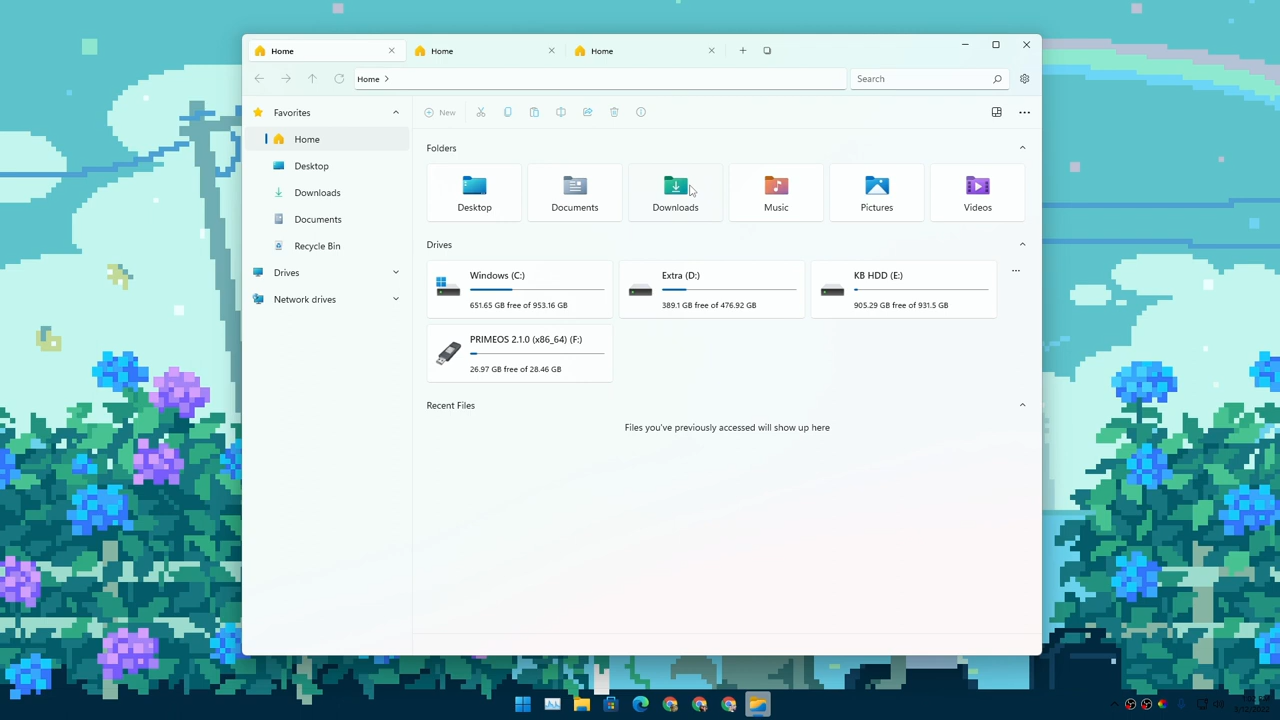 Home
Home
Home
Home
Search
Favorites
Home
Desktop
Downloads
Documents
Recycle Bin
Drives
Network drives
New
Folders
Desktop
Documents
Downloads
Music
Pictures
Videos
Drives
Windows (C:)
651.65 GB free of 953.16 GB
Extra (D:)
389.1 GB free of 476.92 GB
KB HDD (E:)
905.29 GB free of 931.5 GB
PRIMEOS 2.1.0 (x86_64) (F:)
26.97 GB free of 28.46 GB
Recent Files
Files you've previously accessed will show up here